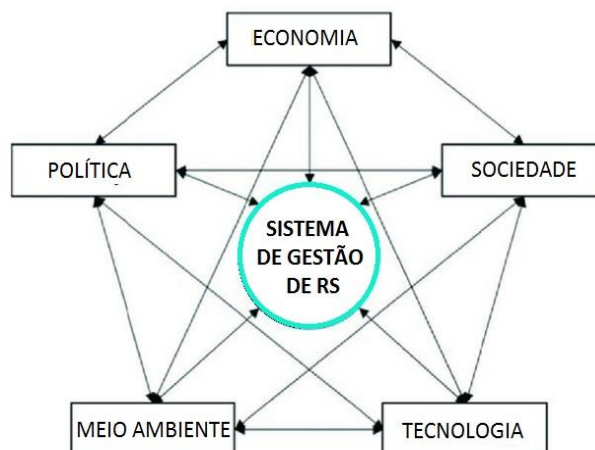 ECONOMIA
POLÍTICA
SOCIEDADE
SISTEMA
DE GESTÃO
DE RS
MEIO AMBIENTE
TECNOLOGIA